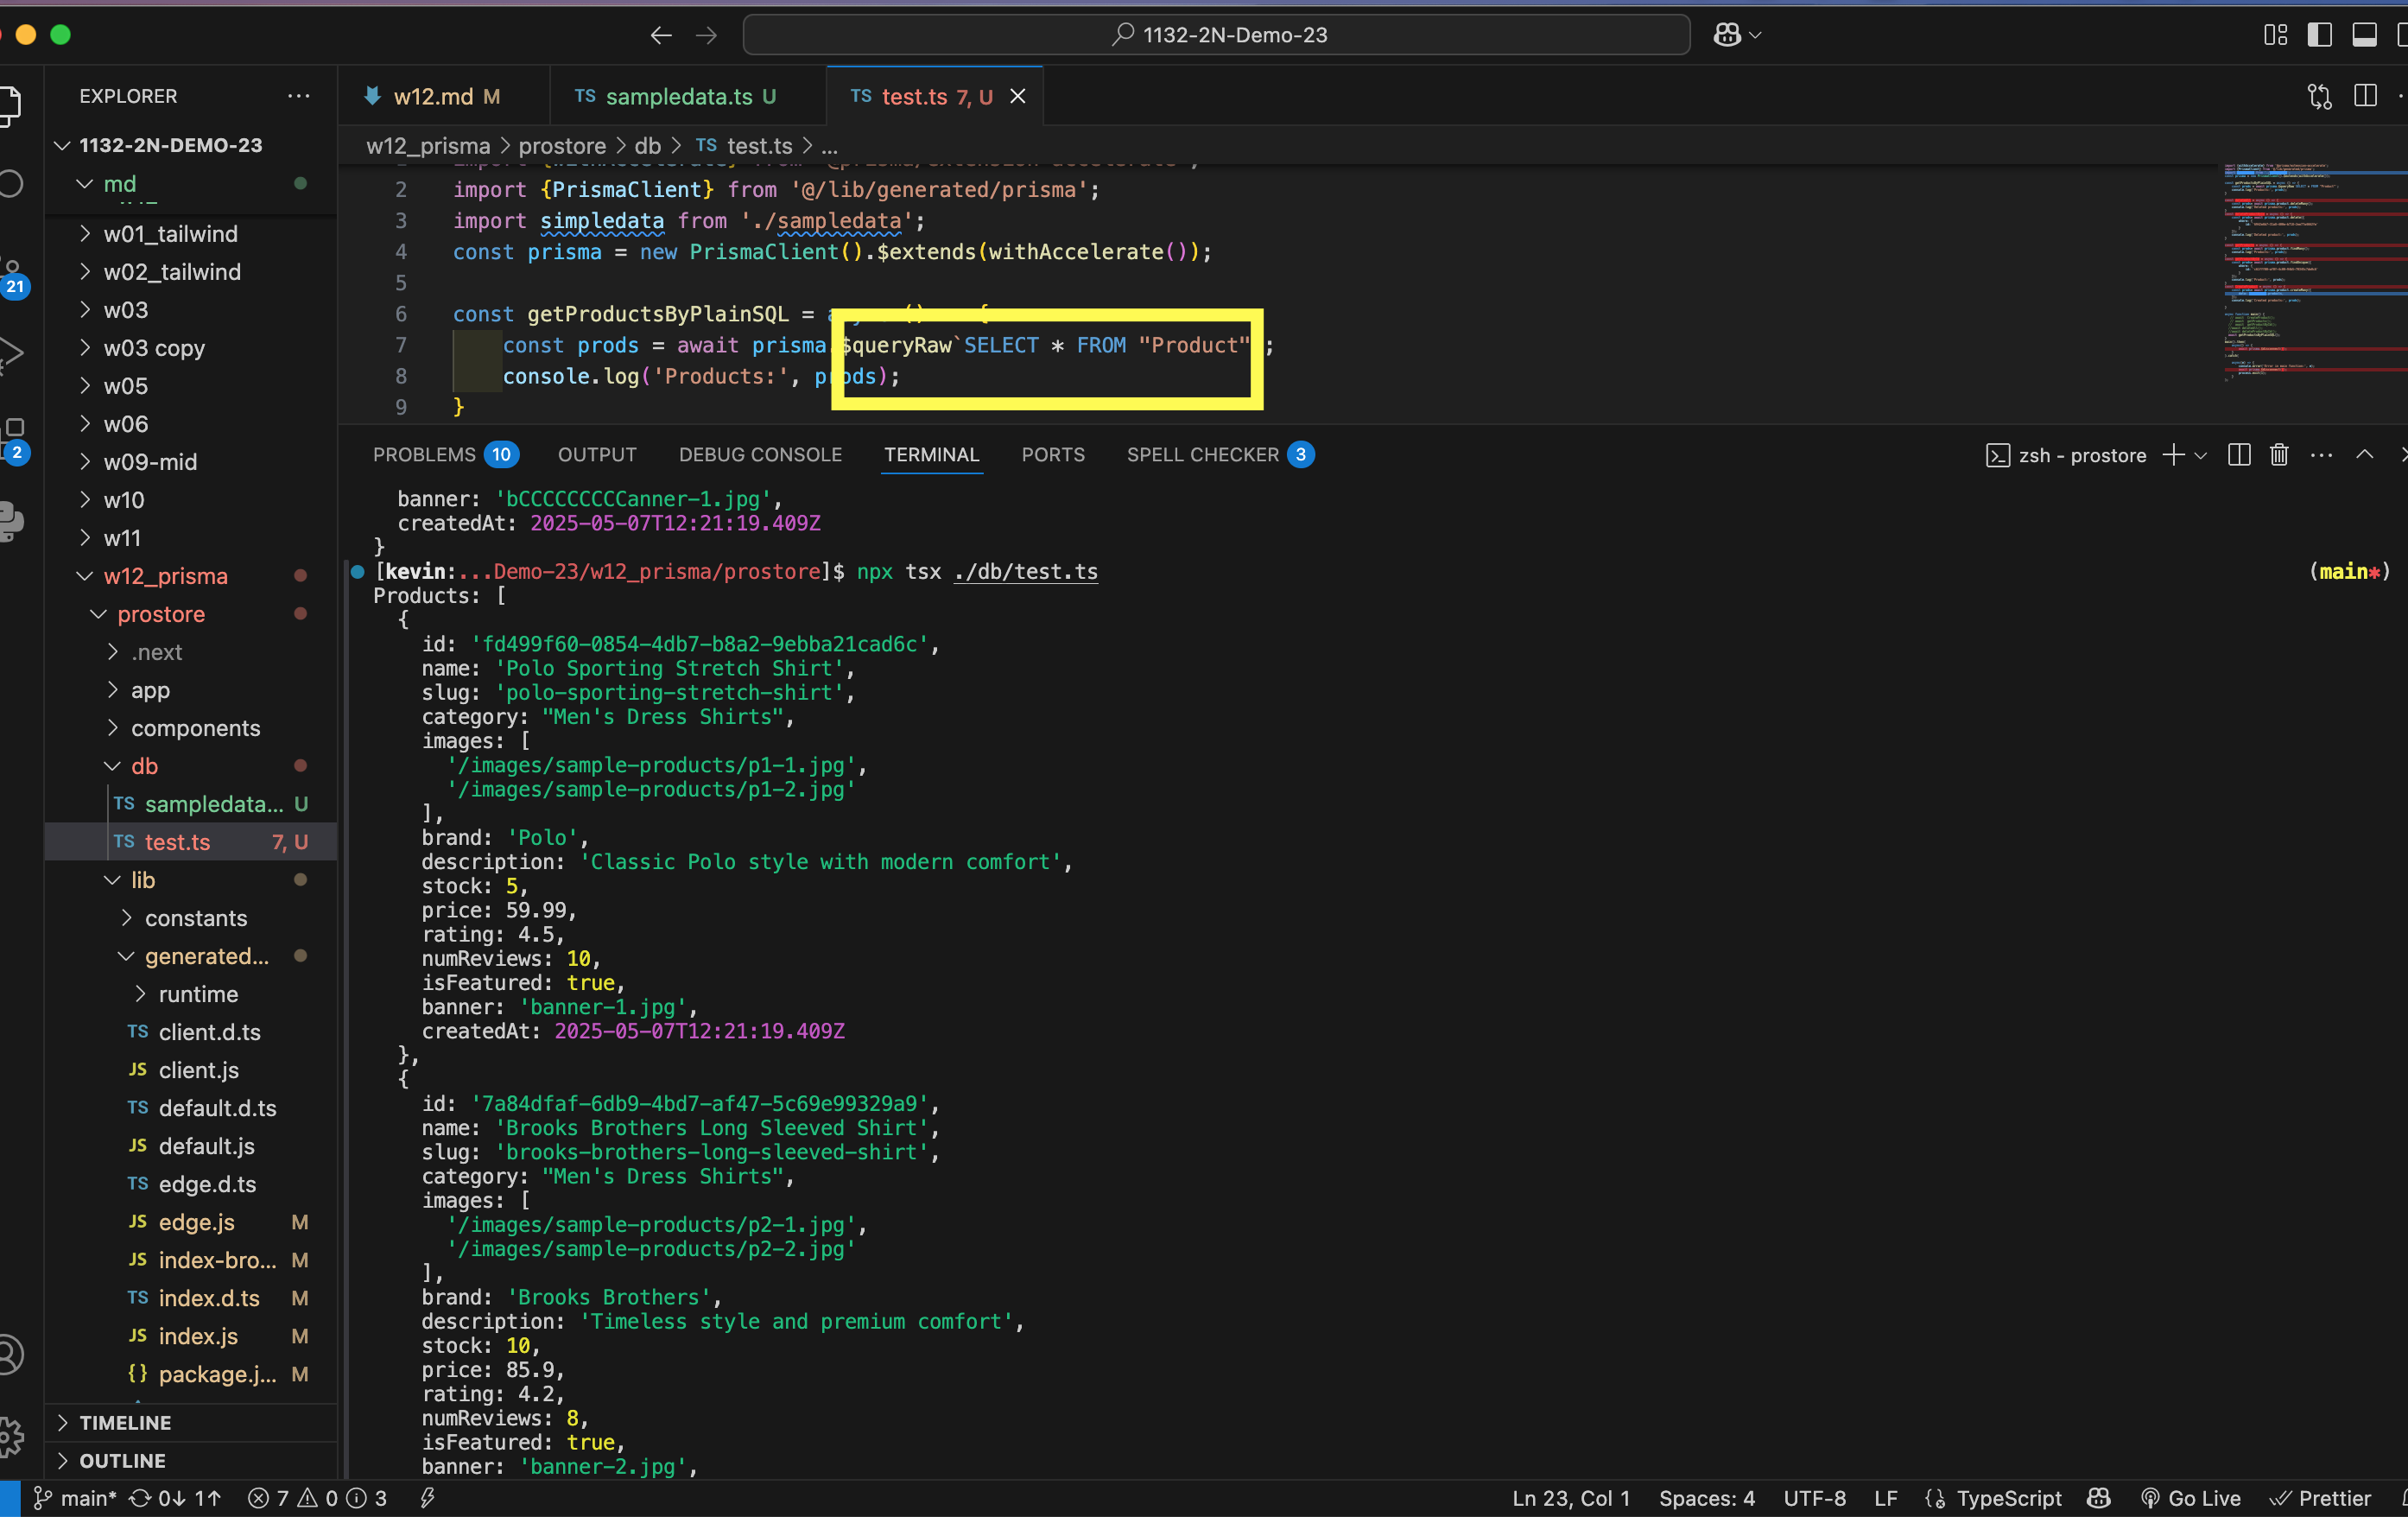 1132-2N-Demo-23
EXPLORER
1132-2N-DEMO-23
md
w01_tailwind
w02_tailwind
w03
w03 copy
w05
w06
w09-mid
w10
w11
w12_prisma
prostore
.next
app
components
db
TS sampledata... U
TS test.ts 7, U
lib
constants
generated...
runtime
TS client.d.ts
JS client.js
TS default.d.ts
JS default.js
TS edge.d.ts
JS edge.js M
JS index-bro... M
TS index.d.ts M
JS index.js M
{} package.j... M
TIMELINE
OUTLINE
21
2
w12.md M
TS sampledata.ts U
TS test.ts 7, U
w12_prisma > prostore > db > TS test.ts > ...
2 import {PrismaClient} from '@/lib/generated/prisma';
3 import simpledata from './sampledata';
4 const prisma = new PrismaClient().$extends(withAccelerate());
5
6 const getProductsByPlainSQL =
7 const prods = await prisma.$queryRaw`SELECT * FROM "Product" ;
8 console.log('Products:', prods);
9 }
PROBLEMS 10 OUTPUT DEBUG CONSOLE TERMINAL PORTS SPELL CHECKER 3
zsh - prostore
banner: 'bCCCCCCCCCanner-1.jpg',
createdAt: 2025-05-07T12:21:19.409Z
}
[kevin:...Demo-23/w12_prisma/prostore]$ npx tsx ./db/test.ts (main*)
Products: [
{
id: 'fd499f60-0854-4db7-b8a2-9ebba21cad6c',
name: 'Polo Sporting Stretch Shirt',
slug: 'polo-sporting-stretch-shirt',
category: "Men's Dress Shirts",
images: [
'/images/sample-products/p1-1.jpg',
'/images/sample-products/p1-2.jpg'
],
brand: 'Polo',
description: 'Classic Polo style with modern comfort',
stock: 5,
price: 59.99,
rating: 4.5,
numReviews: 10,
isFeatured: true,
banner: 'banner-1.jpg',
createdAt: 2025-05-07T12:21:19.409Z
},
{
id: '7a84dfaf-6db9-4bd7-af47-5c69e99329a9',
name: 'Brooks Brothers Long Sleeved Shirt',
slug: 'brooks-brothers-long-sleeved-shirt',
category: "Men's Dress Shirts",
images: [
'/images/sample-products/p2-1.jpg',
'/images/sample-products/p2-2.jpg'
],
brand: 'Brooks Brothers',
description: 'Timeless style and premium comfort',
stock: 10,
price: 85.9,
rating: 4.2,
numReviews: 8,
isFeatured: true,
banner: 'banner-2.jpg',
main* 0↓ 1↑ 7 0 3
Ln 23, Col 1 Spaces: 4 UTF-8 LF TypeScript Go Live Prettier